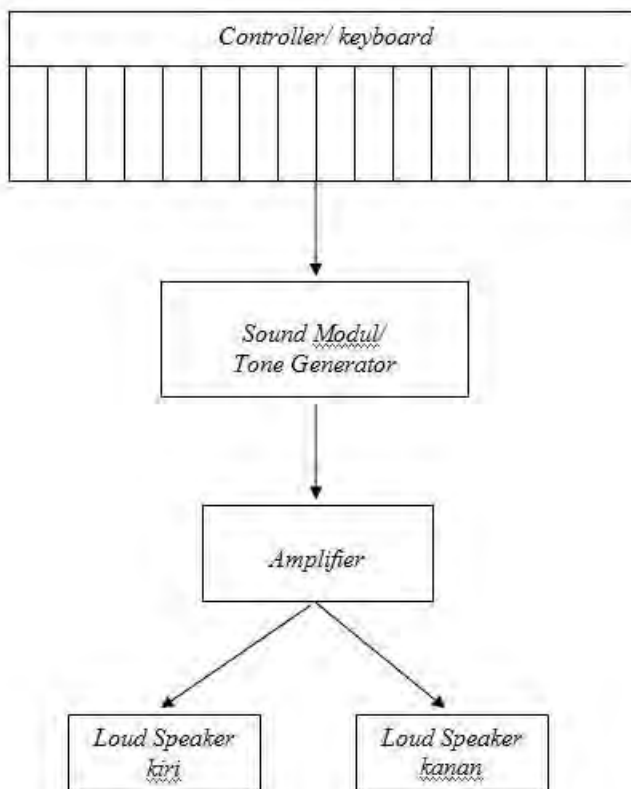 Controller/ keyboard
Sound Modul/
Tone Generator
Amplifier
Loud Speaker
kiri
Loud Speaker
kanan